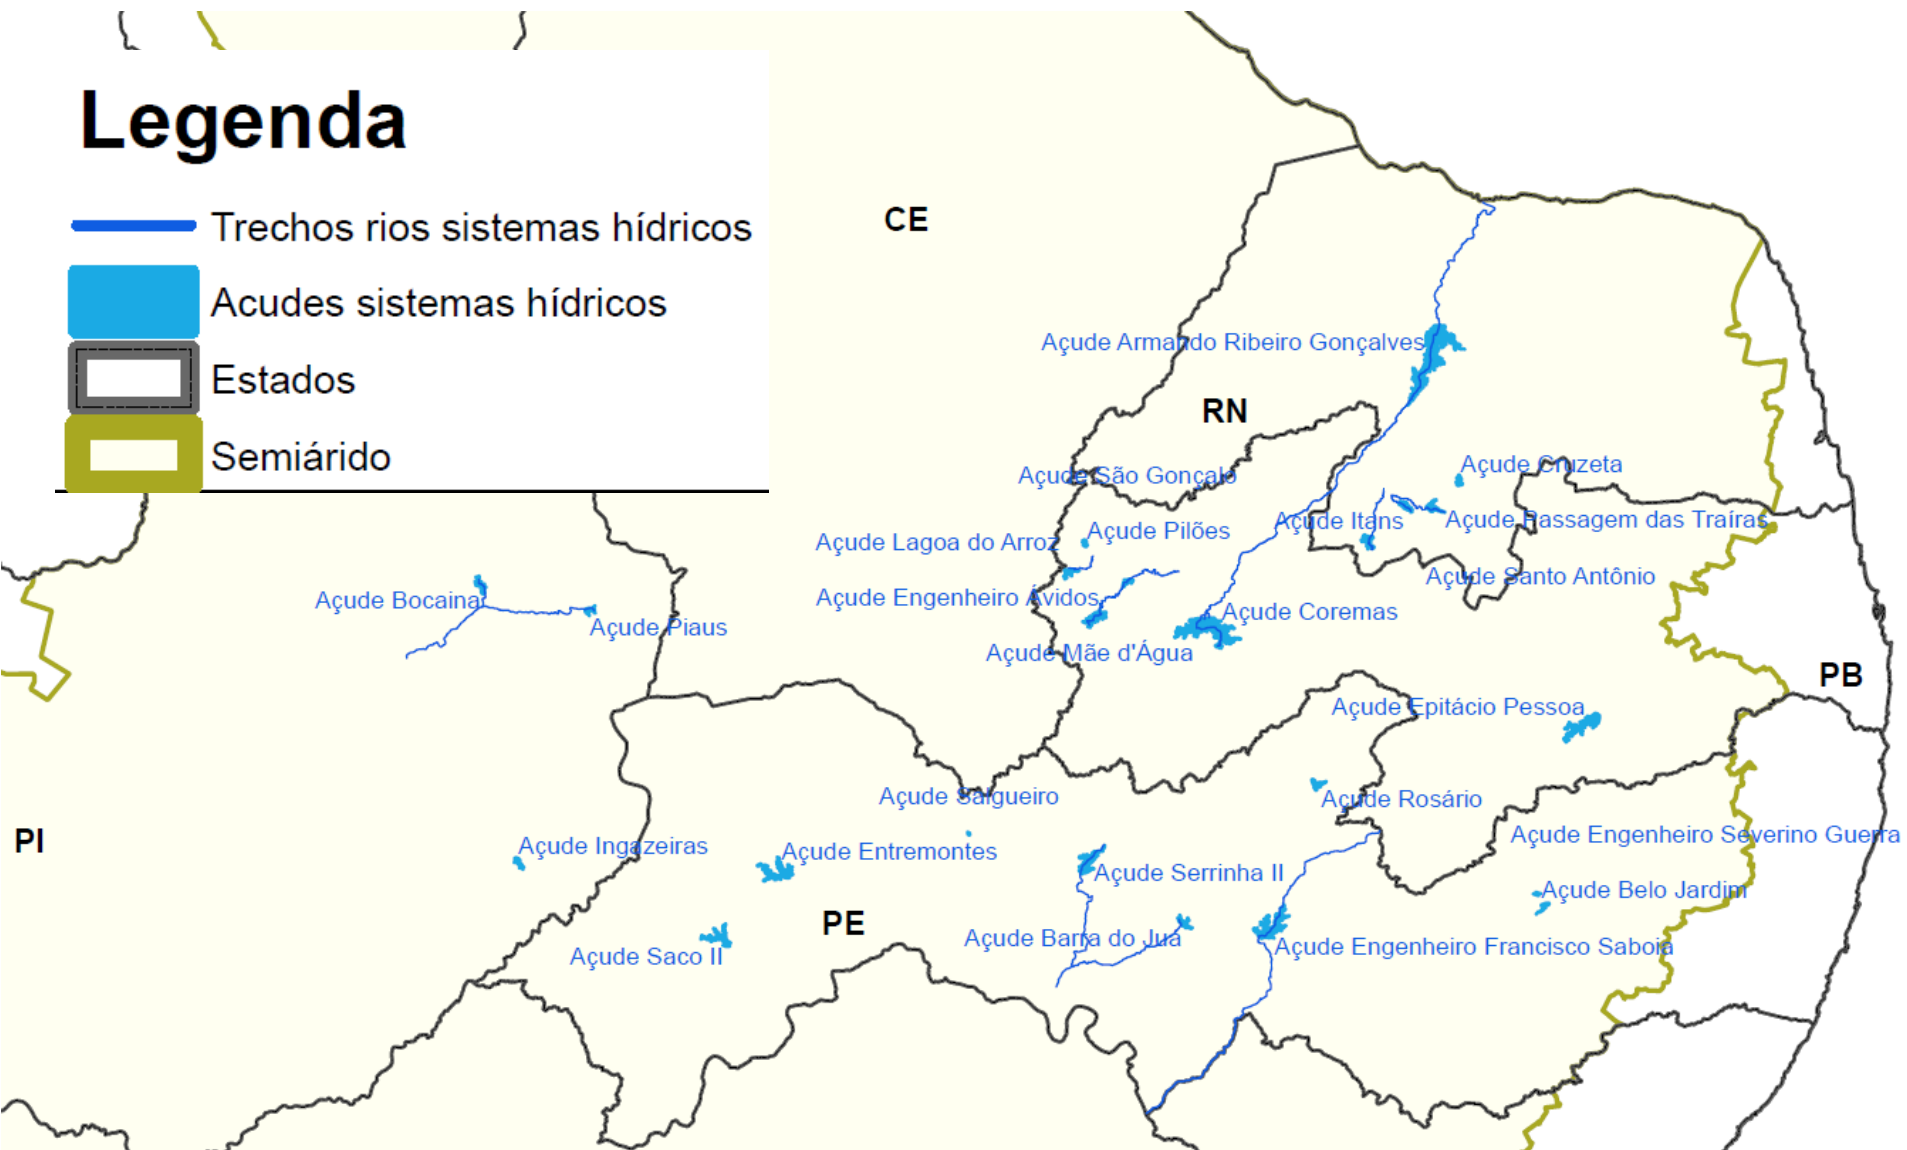 Legenda
Trechos rios sistemas hídricos
Acudes sistemas hídricos
Estados
Semiárido
CE
Açude Armando Ribeiro Gonçalves
RN
Açude São Gonçalo
Açude Cruzeta
Açude Itans
Açude Passagem das Traíras
Açude Pilões
Açude Lagoa do Arroz
Açude Santo Antônio
Açude Engenheiro Ávidos
Açude Bocaina
Açude Coremas
Açude Piaus
Açude Mãe d'Água
PB
Açude Epitácio Pessoa
Açude Salgueiro
Açude Rosário
PI
Açude Engenheiro Severino Guerra
Açude Ingazeiras
Açude Entremontes
Açude Serrinha II
Açude Belo Jardim
PE
Açude Barra do Juá
Açude Engenheiro Francisco Saboia
Açude Saco II